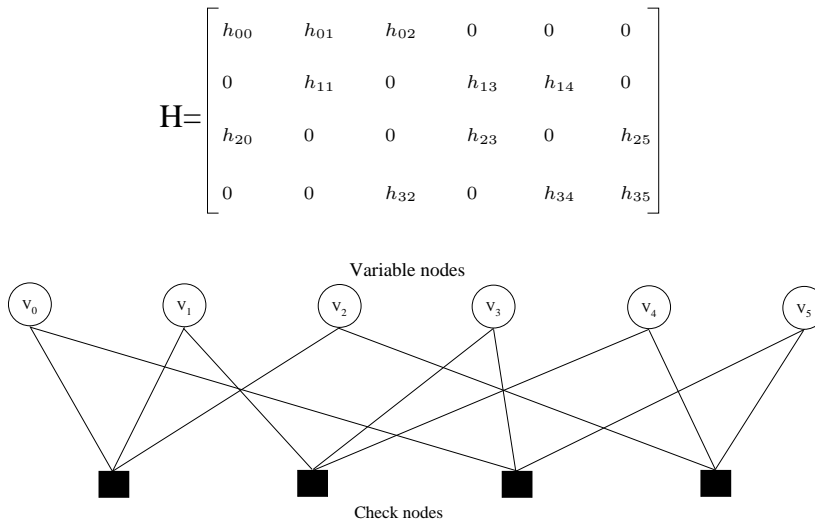 h₀₀ h₀₁ h₀₂ 0 0 0
0 h₁₁ 0 h₁₃ h₁₄ 0
H=
h₂₀ 0 0 h₂₃ 0 h₂₅
0 0 h₃₂ 0 h₃₄ h₃₅
Variable nodes
v₀ v₁ v₂ v₃ v₄ v₅
Check nodes